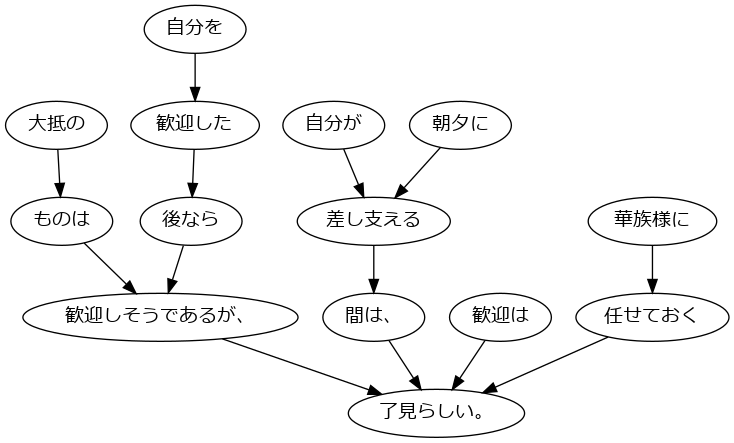 自分を
大抵の
歓迎した
自分が
朝夕に
ものは
後なら
差し支える
華族様に
歓迎しそうであるが、
間は、
歓迎は
任せておく
了見らしい。